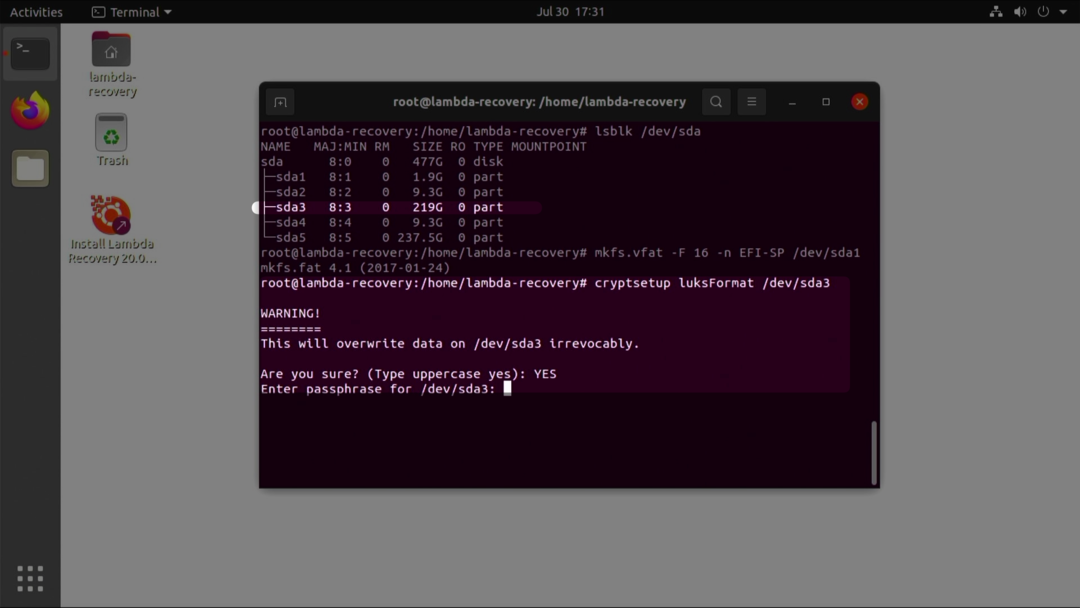 Activities
Terminal
Jul 30 17:31
lambda-
recovery
Trash
Install Lambda
Recovery 20.0...
root@lambda-recovery: /home/lambda-recovery
root@lambda-recovery:/home/lambda-recovery# lsblk /dev/sda
NAME MAJ:MIN RM SIZE RO TYPE MOUNTPOINT
sda 8:0 0 477G 0 disk
├─sda1 8:1 0 1.9G 0 part
├─sda2 8:2 0 9.3G 0 part
├─sda3 8:3 0 219G 0 part
├─sda4 8:4 0 9.3G 0 part
└─sda5 8:5 0 237.5G 0 part
root@lambda-recovery:/home/lambda-recovery# mkfs.vfat -F 16 -n EFI-SP /dev/sda1
mkfs.fat 4.1 (2017-01-24)
root@lambda-recovery:/home/lambda-recovery# cryptsetup luksFormat /dev/sda3
WARNING!
========
This will overwrite data on /dev/sda3 irrevocably.
Are you sure? (Type uppercase yes): YES
Enter passphrase for /dev/sda3: